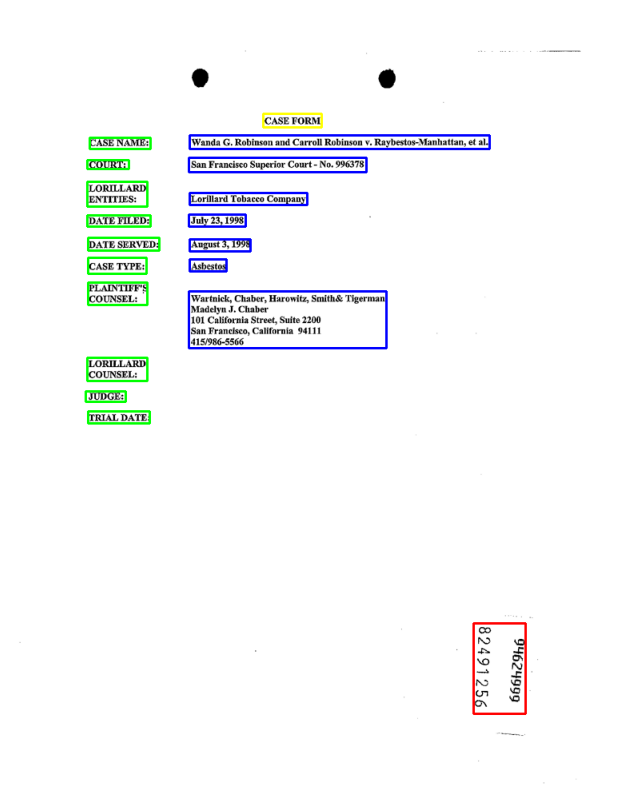 CASE FORM
CASE NAME: Wanda G. Robinson and Carroll Robinson v. Raybestos-Manhattan, et al.
COURT: San Francisco Superior Court - No. 996378
LORILLARD
ENTITIES: Lorillard Tobacco Company
DATE FILED: July 23, 1998
DATE SERVED: August 3, 1998
CASE TYPE: Asbestos
PLAINTIFF'S
COUNSEL: Wartnick, Chaber, Harowitz, Smith& Tigerman
Madelyn J. Chaber
101 California Street, Suite 2200
San Francisco, California 94111
415/986-5566
LORILLARD
COUNSEL:
JUDGE:
TRIAL DATE:
94624999
82491256